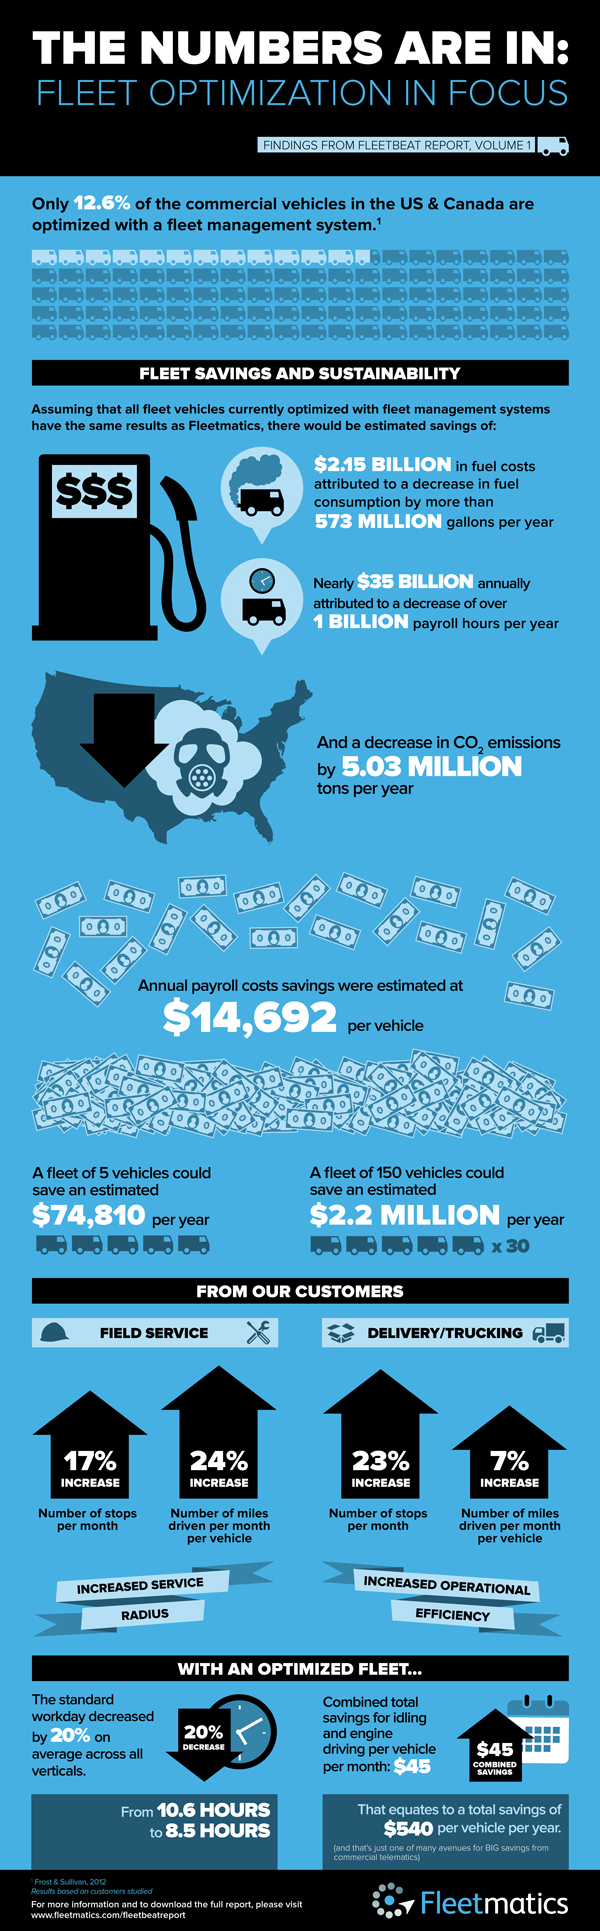 THE NUMBERS ARE IN:
FLEET OPTIMIZATION IN FOCUS
FINDINGS FROM FLEETBEAT REPORT, VOLUME 1
Only 12.6% of the commercial vehicles in the US & Canada are
optimized with a fleet management system.¹
FLEET SAVINGS AND SUSTAINABILITY
Assuming that all fleet vehicles currently optimized with fleet management systems
have the same results as Fleetmatics, there would be estimated savings of:
$$$
$2.15 BILLION in fuel costs
attributed to a decrease in fuel
consumption by more than
573 MILLION gallons per year
Nearly $35 BILLION annually
attributed to a decrease of over
1 BILLION payroll hours per year
And a decrease in CO₂ emissions
by 5.03 MILLION
tons per year
Annual payroll costs savings were estimated at
$14,692 per vehicle
A fleet of 5 vehicles could
save an estimated
$74,810 per year
A fleet of 150 vehicles could
save an estimated
$2.2 MILLION per year
x 30
FROM OUR CUSTOMERS
FIELD SERVICE
DELIVERY/TRUCKING
17%
INCREASE
Number of stops
per month
24%
INCREASE
Number of miles
driven per month
per vehicle
23%
INCREASE
Number of stops
per month
7%
INCREASE
Number of miles
driven per month
per vehicle
INCREASED SERVICE
RADIUS
INCREASED OPERATIONAL
EFFICIENCY
WITH AN OPTIMIZED FLEET...
The standard
workday decreased
by 20% on
average across all
verticals.
20%
DECREASE
From 10.6 HOURS
to 8.5 HOURS
Combined total
savings for idling
and engine
driving per vehicle
per month: $45
$45
COMBINED
SAVINGS
That equates to a total savings of
$540 per vehicle per year.
(and that's just one of many avenues for BIG savings from
commercial telematics)
¹ Frost & Sullivan, 2012
Results based on customers studied
For more information and to download the full report, please visit
www.fleetmatics.com/fleetbeatreport
Fleetmatics